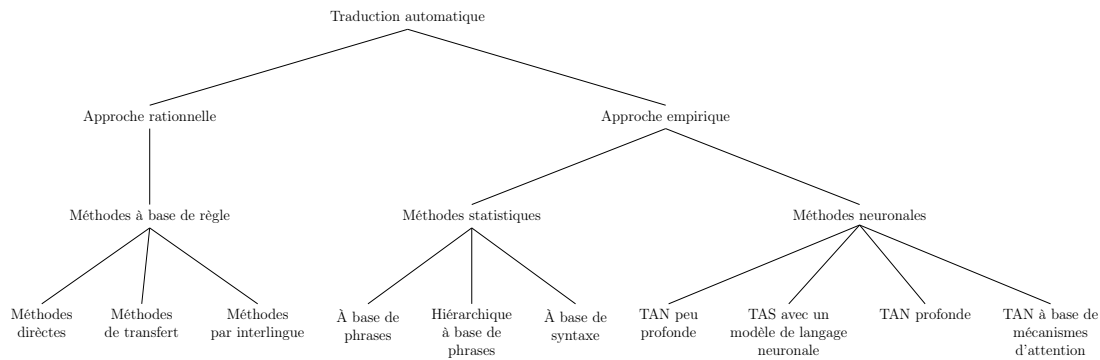 Traduction automatique
Approche rationnelle
Approche empirique
Méthodes à base de règle
Méthodes statistiques
Méthodes neuronales
Méthodes
dirèctes
Méthodes
de transfert
Méthodes
par interlingue
À base de
phrases
Hiérarchique
à base de
phrases
À base de
syntaxe
TAN peu
profonde
TAS avec un
modèle de langage
neuronale
TAN profonde
TAN à base de
mécanismes
d'attention